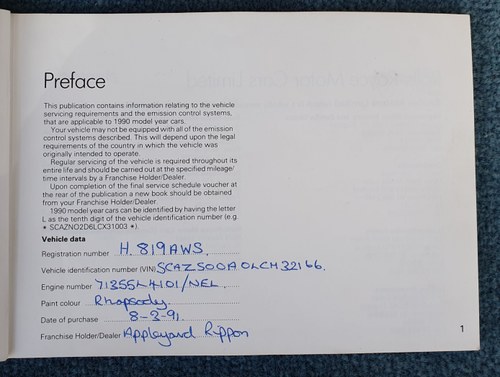 Preface
This publication contains information relating to the vehicle
servicing requirements and the emission control systems,
that are applicable to 1990 model year cars.
Your vehicle may not be equipped with all of the emission
control systems described. This will depend upon the legal
requirements of the country in which the vehicle was
originally intended to operate.
Regular servicing of the vehicle is required throughout its
entire life and should be carried out at the specified mileage/
time intervals by a Franchise Holder/Dealer.
Upon completion of the final service schedule voucher at
the rear of the publication a new book should be obtained
from your Franchise Holder/Dealer.
1990 model year cars can be identified by having the letter
L as the tenth digit of the vehicle identification number (e.g.
* SCAZNO2D6LCX31003 *).
Vehicle data
Registration number H. 819 AWS.
Vehicle identification number (VIN) SCAZS00A0LCH32166.
Engine number 71355L410I/NEL.
Paint colour Rhapsody.
Date of purchase 8-3-91.
Franchise Holder/Dealer Appleyard Rippon
1